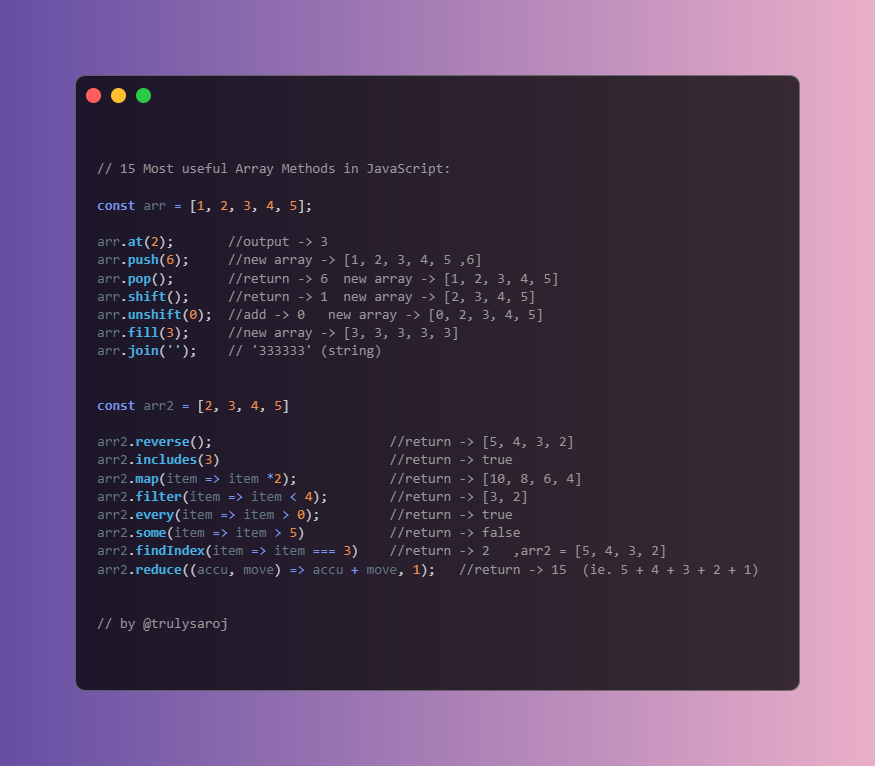 // 15 Most useful Array Methods in JavaScript:
const arr = [1, 2, 3, 4, 5];
arr.at(2);       //output -> 3
arr.push(6);     //new array -> [1, 2, 3, 4, 5 ,6]
arr.pop();       //return -> 6  new array -> [1, 2, 3, 4, 5]
arr.shift();     //return -> 1  new array -> [2, 3, 4, 5]
arr.unshift(0);  //add -> 0   new array -> [0, 2, 3, 4, 5]
arr.fill(3);     //new array -> [3, 3, 3, 3, 3]
arr.join('');    // '333333' (string)
const arr2 = [2, 3, 4, 5]
arr2.reverse();                       //return -> [5, 4, 3, 2]
arr2.includes(3)                      //return -> true
arr2.map(item => item *2);            //return -> [10, 8, 6, 4]
arr2.filter(item => item < 4);        //return -> [3, 2]
arr2.every(item => item > 0);         //return -> true
arr2.some(item => item > 5)           //return -> false
arr2.findIndex(item => item === 3)    //return -> 2   ,arr2 = [5, 4, 3, 2]
arr2.reduce((accu, move) => accu + move, 1);   //return -> 15  (ie. 5 + 4 + 3 + 2 + 1)
// by @trulysaroj